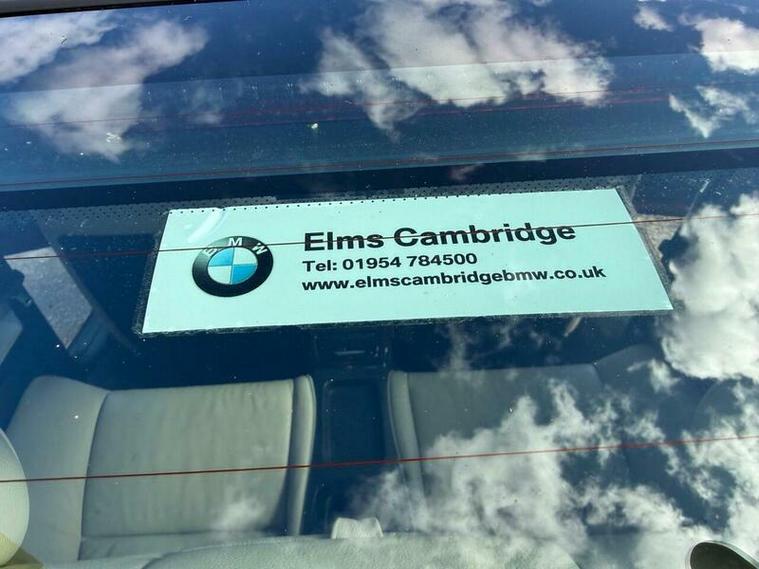 BMW
Elms Cambridge
Tel: 01954 784500
www.elmscambridgebmw.co.uk